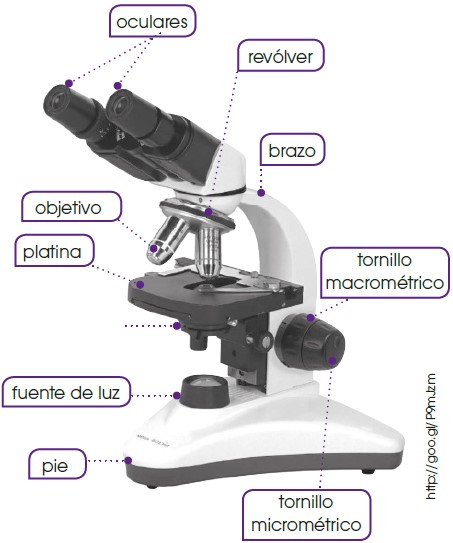 oculares
revólver
brazo
objetivo
platina
tornillo
macrométrico
fuente de luz
pie
tornillo
micrométrico
http://goo.gl/P9mJzm